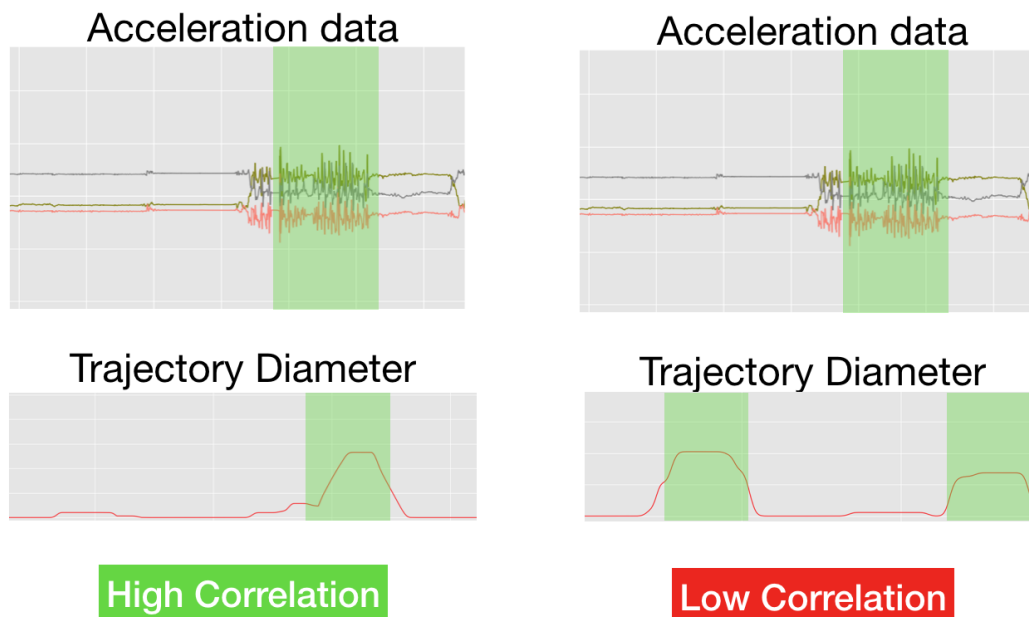 Acceleration data
Acceleration data
Trajectory Diameter
Trajectory Diameter
High Correlation
Low Correlation